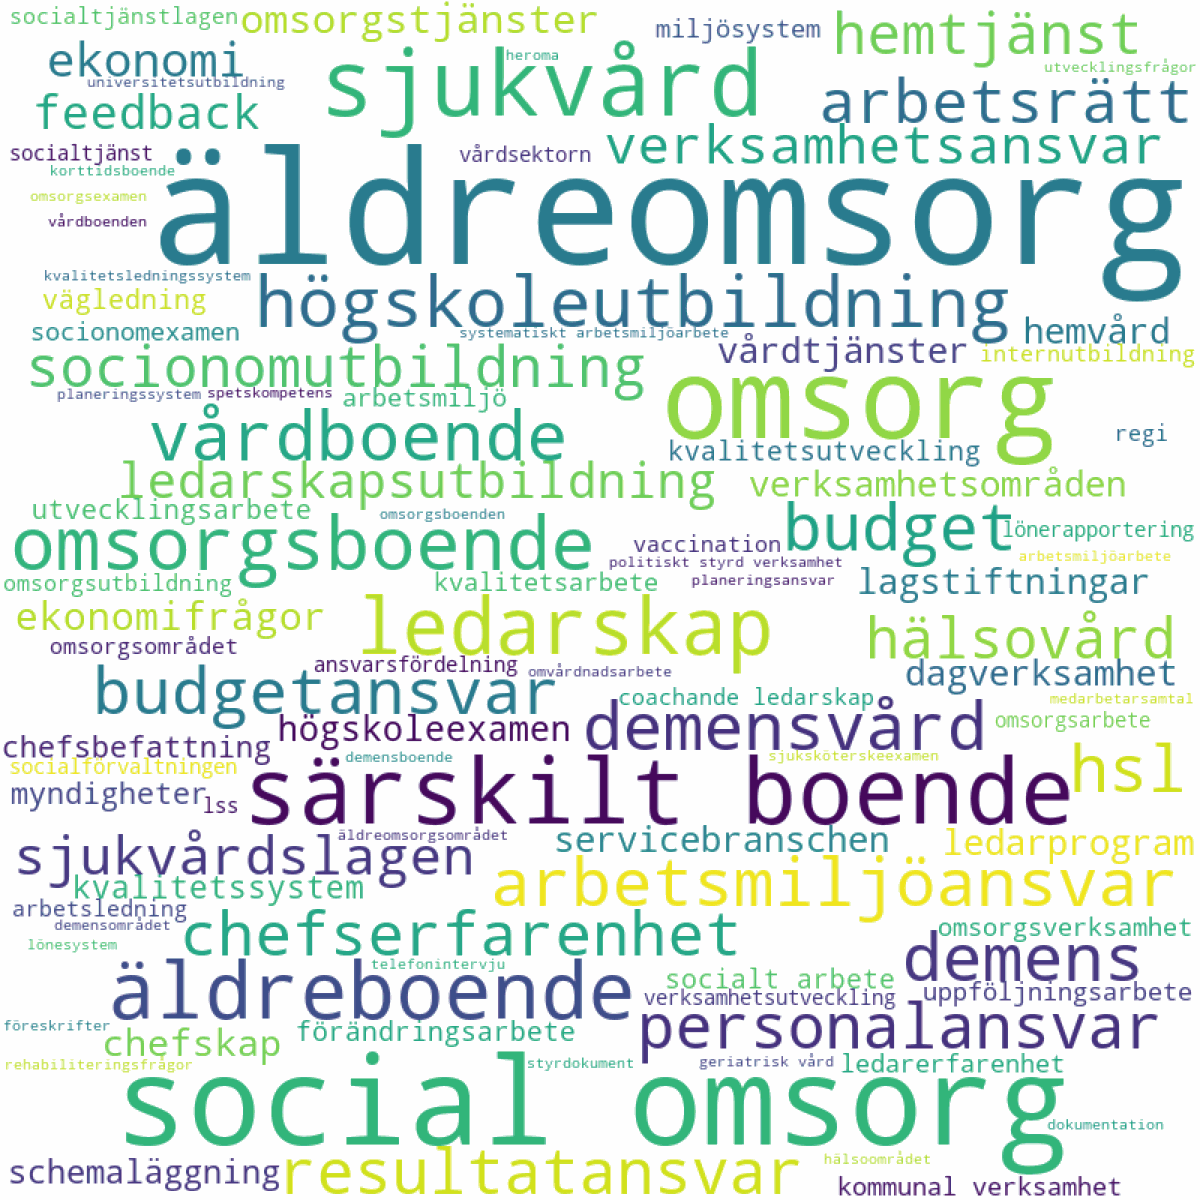 socialtjänstlagen
omsorgstjänster
miljösystem
hemtjänst
ekonomi
heroma
sjukvård
utvecklingsfrågor
universitetsutbildning
arbetsrätt
feedback
verksamhetsansvar
socialtjänst
vårdsektorn
korttidsboende
äldreomsorg
omsorgsexamen
vårdboenden
kvalitetsledningssystem
högskoleutbildning
vägledning
socionomexamen
systematiskt arbetsmiljöarbete
hemvård
socionomutbildning
vårdtjänster
internutbildning
planeringssystem
spetskompetens
arbetsmiljö
omsorg
vårdboende
kvalitetsutveckling
regi
ledarskapsutbildning
verksamhetsområden
utvecklingsarbete
omsorgsboenden
budget
lönerapportering
omsorgsboende
vaccination
politiskt styrd verksamhet
arbetsmiljöarbete
omsorgsutbildning
kvalitetsarbete
planeringsansvar
lagstiftningar
ekonomifrågor
ledarskap
hälsovård
omsorgsområdet
ansvarsfördelning
omvårdnadsarbete
dagverksamhet
budgetansvar
coachande ledarskap
medarbetarsamtal
högskoleexamen
demensvård
omsorgsarbete
chefsbefattning
demensboende
sjuksköterskeexamen
hsl
socialförvaltningen
särskilt boende
myndigheter
lss
äldreomsorgsområdet
servicebranschen
ledarprogram
sjukvårdslagen
kvalitetssystem
arbetsmiljöansvar
arbetsledning
demensområdet
chefserfarenhet
omsorgsverksamhet
lönesystem
demens
telefonintervju
äldreboende
socialt arbete
verksamhetsutveckling
uppföljningsarbete
föreskrifter
förändringsarbete
personalansvar
chefskap
rehabiliteringsfrågor
styrdokument
geriatrisk vård
ledarerfarenhet
social omsorg
dokumentation
schemaläggning
resultatansvar
hälsoområdet
kommunal verksamhet